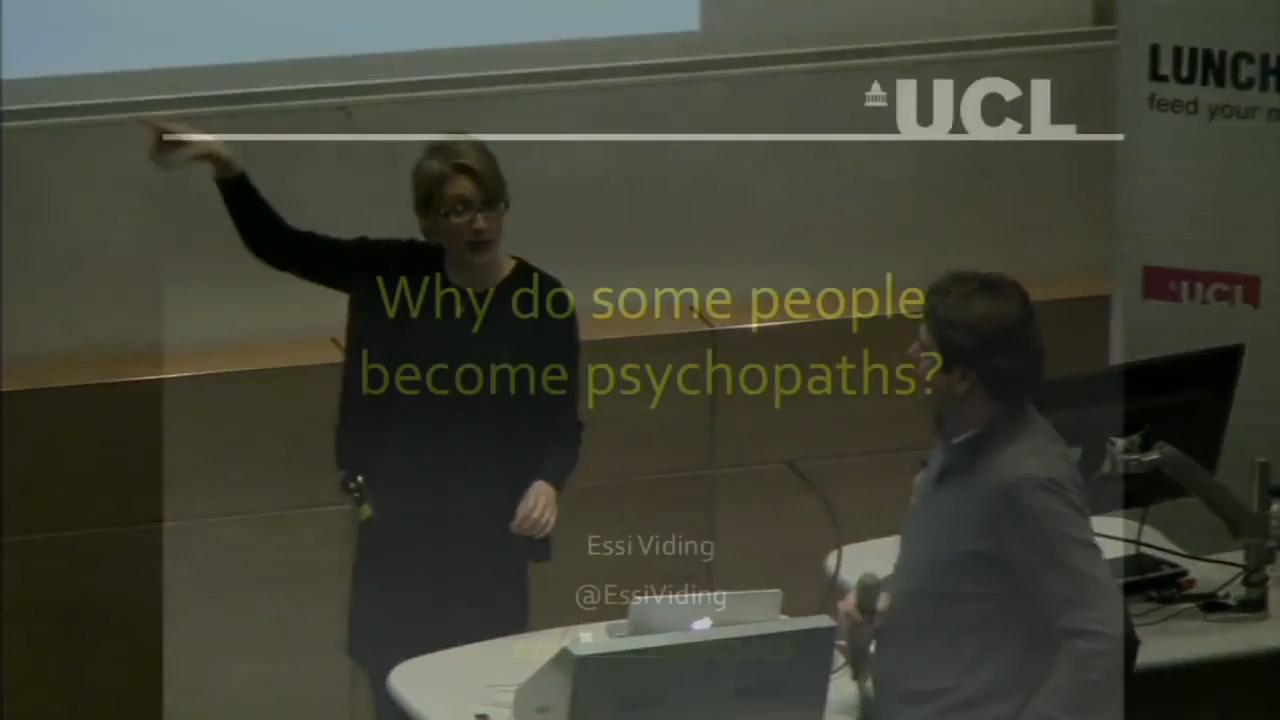 LUNCH
feed your
UCL
Why do some people
become psychopaths?
UCL
Essi Viding
@EssiViding